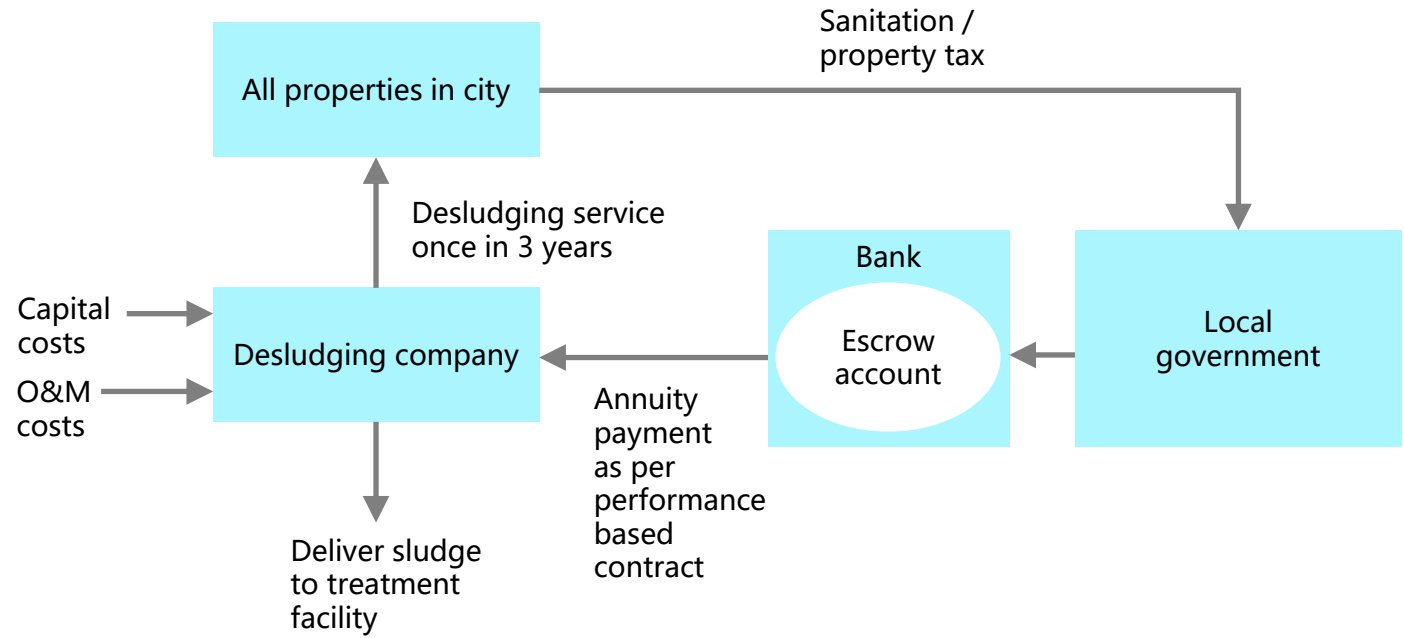 Sanitation /
property tax
All properties in city
Desludging service
once in 3 years
Bank
Escrow
account
Local
government
Capital
costs
Desludging company
O&M
costs
Annuity
payment
as per
performance
based
contract
Deliver sludge
to treatment
facility